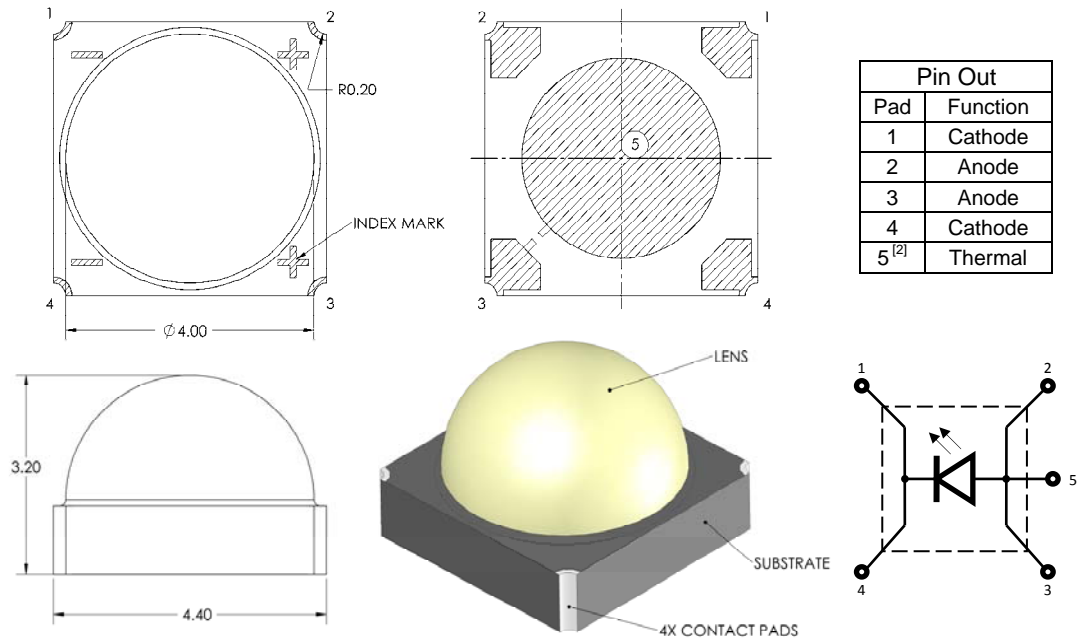 1
2
R0.20
INDEX MARK
4
3
Ø4.00
2
1
5
3
4
Pin Out
Pad Function
1 Cathode
2 Anode
3 Anode
4 Cathode
5[2] Thermal
3.20
4.40
LENS
SUBSTRATE
4X CONTACT PADS
1
2
5
4
3